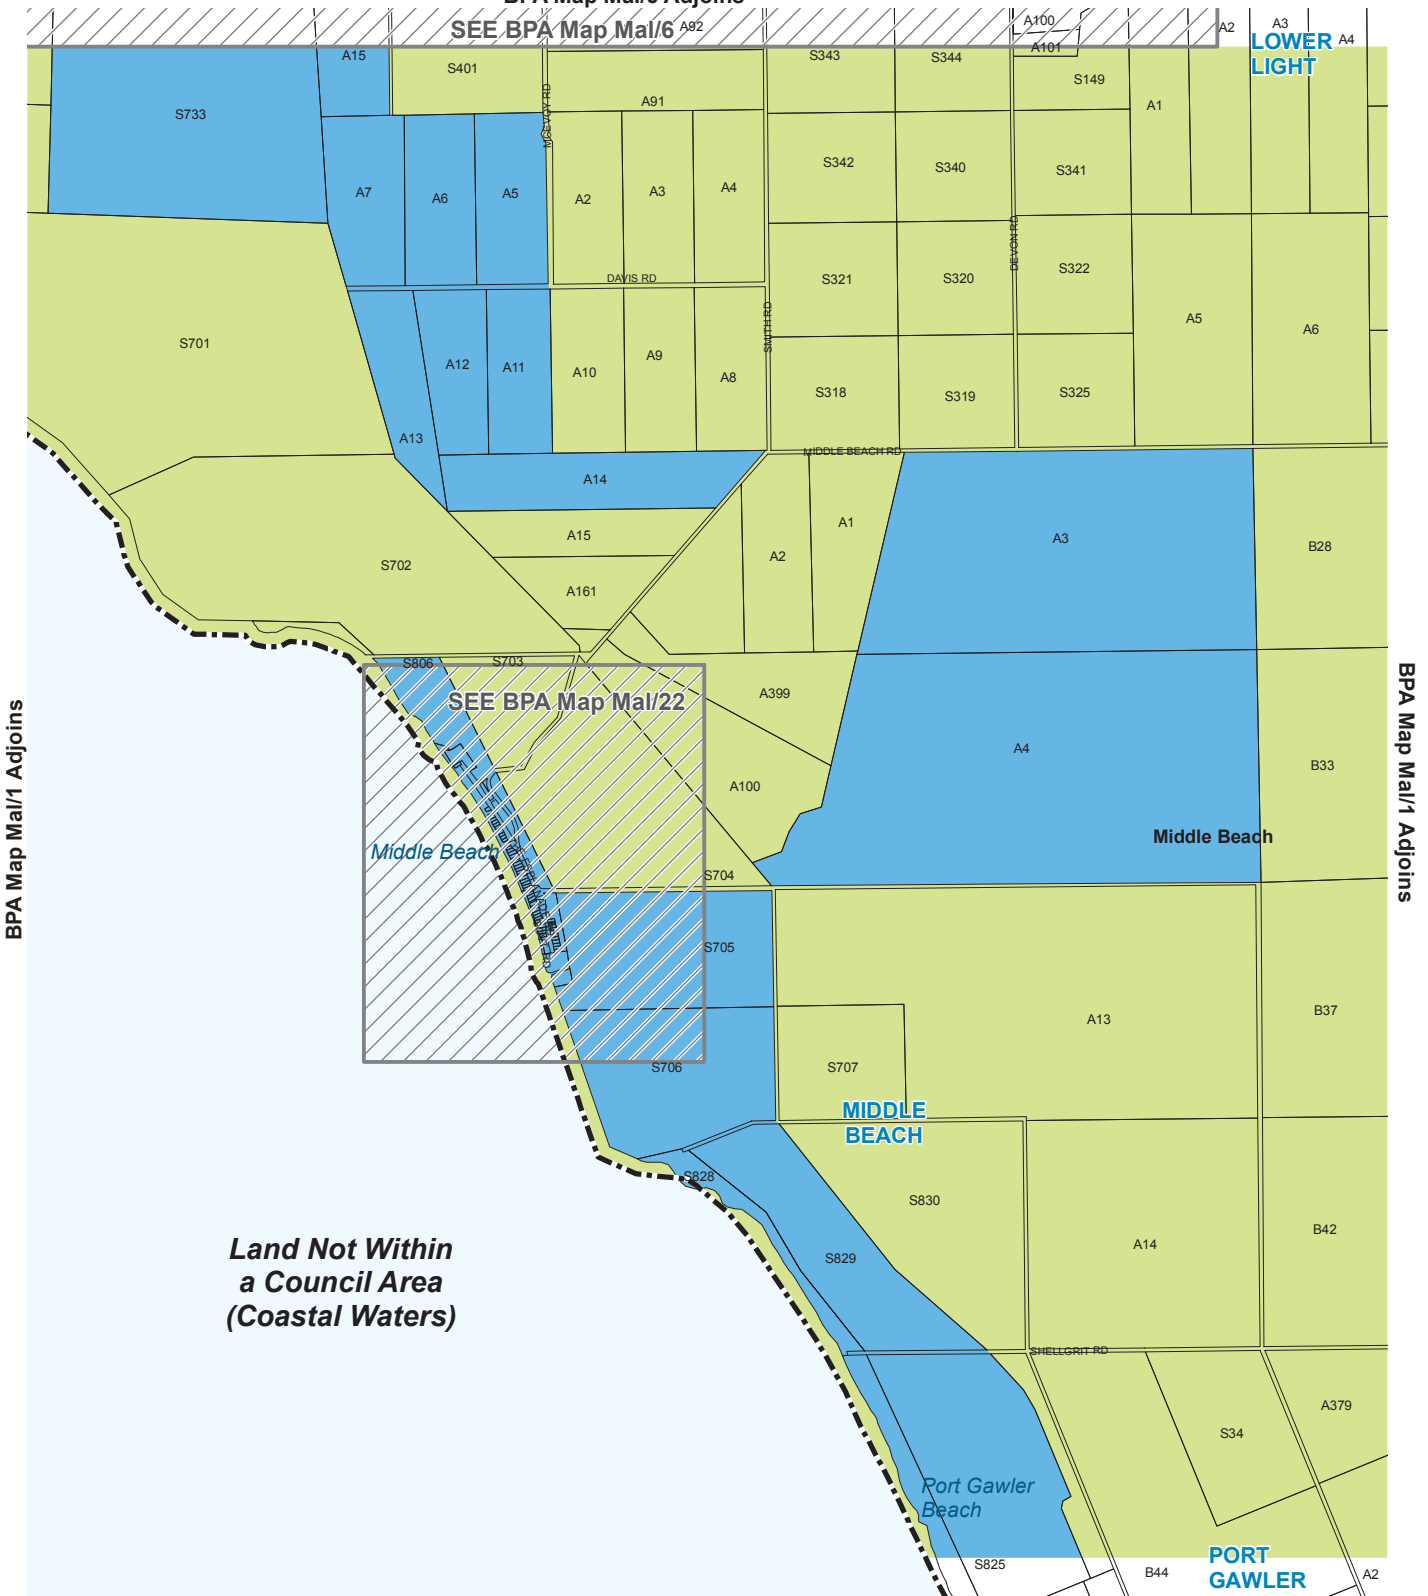 BPA Map Mal/6 Adjoins
SEE BPA Map Mal/6
A92
A100
A101
A2
A3
A4
LOWER
LIGHT
A15
S401
S343
S344
S149
S733
MCEVOY RD
A91
A1
A7
A6
A5
A2
A3
A4
S342
S340
S341
DAVIS RD
S321
S320
DEVON RD
S322
A5
A6
S701
SMITH RD
A12
A11
A10
A9
A8
S318
S319
S325
A13
MIDDLE BEACH RD
A14
A15
A2
A1
A3
B28
S702
A161
S806
S703
SEE BPA Map Mal/22
A399
A4
B33
A100
BPA Map Mal/1 Adjoins
BPA Map Mal/1 Adjoins
Middle Beach
Middle Beach
S704
S705
A13
B37
S706
S707
MIDDLE
BEACH
S828
S830
B42
A14
S829
Land Not Within
a Council Area
(Coastal Waters)
SHELLGRIT RD
A379
S34
Port Gawler
Beach
S825
B44
PORT
GAWLER
A2